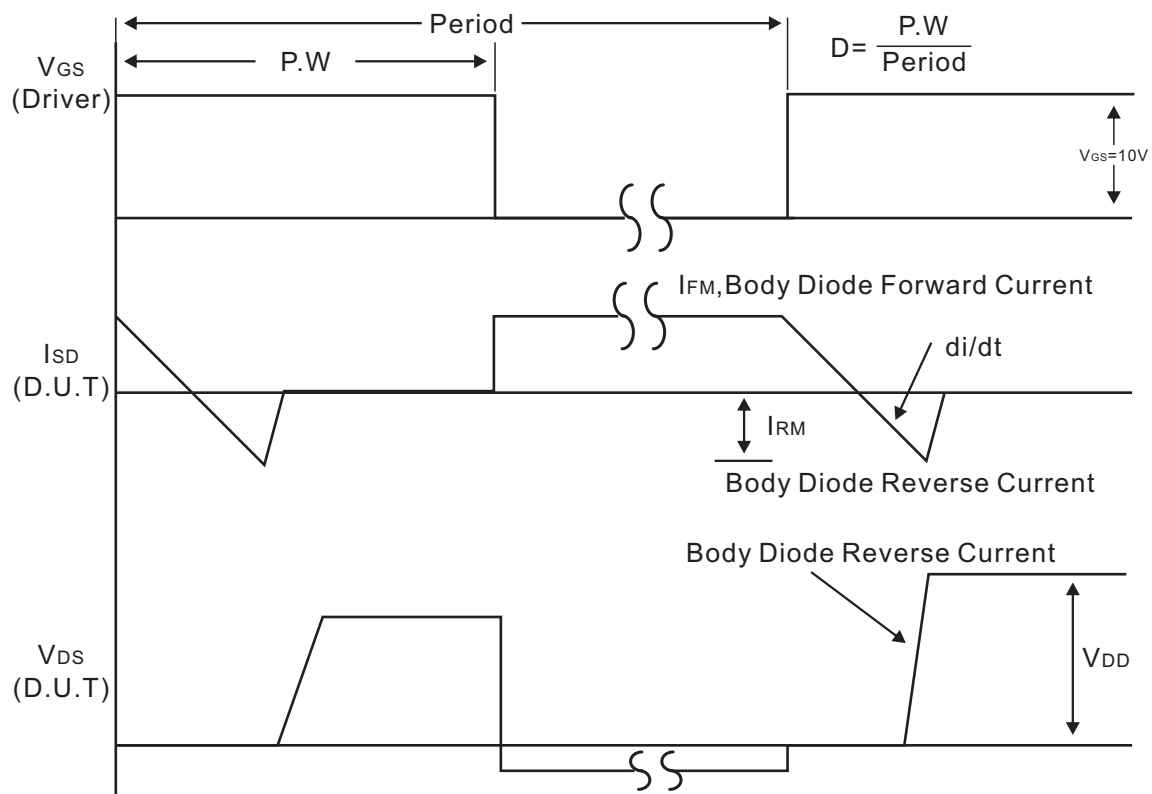 Period
P.W
D= P.W
Period
VGS
(Driver)
VGS=10V
IFM,Body Diode Forward Current
ISD
(D.U.T)
di/dt
IRM
Body Diode Reverse Current
Body Diode Reverse Current
VDS
(D.U.T)
VDD